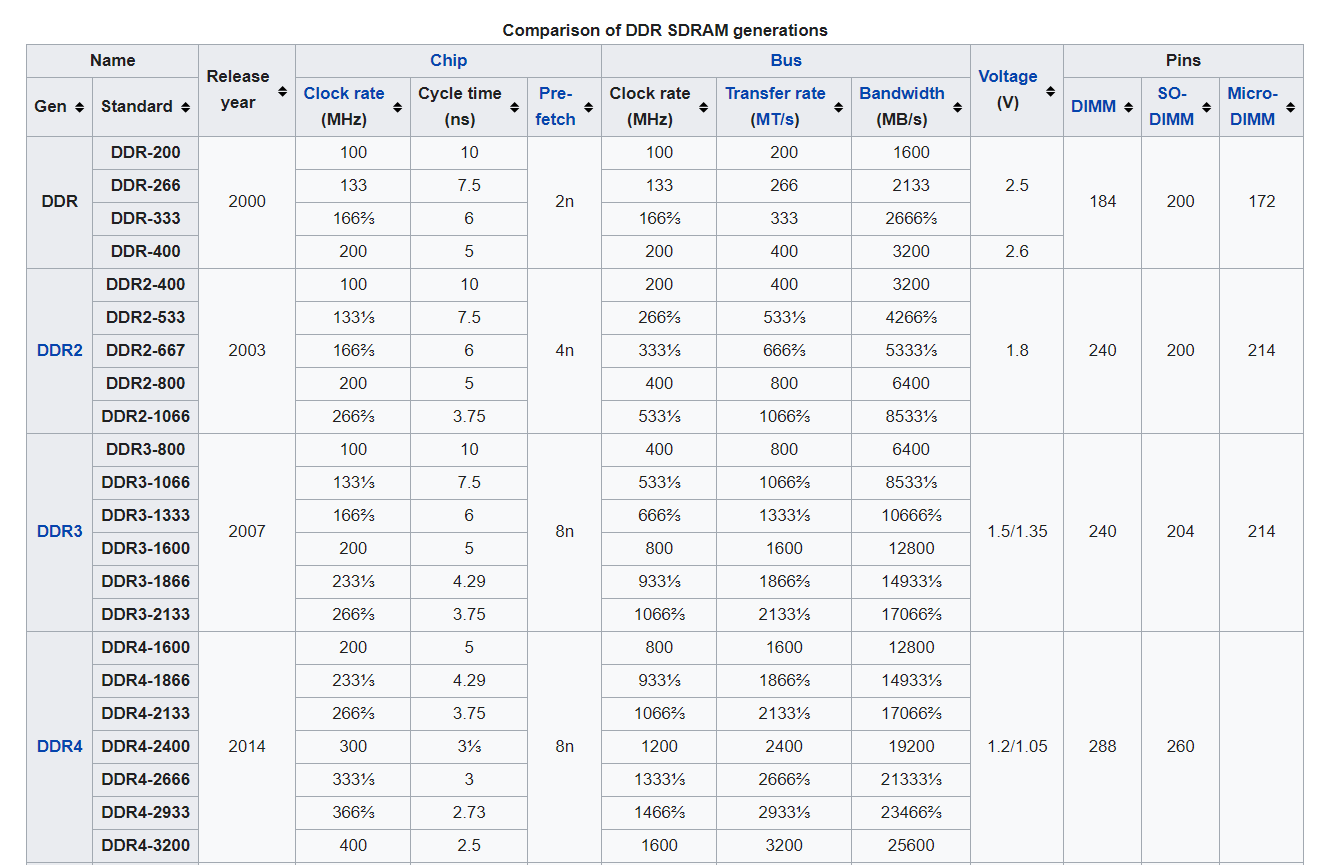 Comparison of DDR SDRAM generations
Name Release year Chip Bus Voltage (V) Pins
Gen Standard Clock rate (MHz) Cycle time (ns) Pre-fetch Clock rate (MHz) Transfer rate (MT/s) Bandwidth (MB/s) DIMM SO-DIMM Micro-DIMM
DDR DDR-200 2000 100 10 2n 100 200 1600 2.5 184 200 172
DDR-266 133 7.5 133 266 2133
DDR-333 166⅔ 6 166⅔ 333 2666⅔
DDR-400 200 5 200 400 3200 2.6
DDR2 DDR2-400 2003 100 10 4n 200 400 3200 1.8 240 200 214
DDR2-533 133⅓ 7.5 266⅔ 533⅓ 4266⅔
DDR2-667 166⅔ 6 333⅓ 666⅔ 5333⅓
DDR2-800 200 5 400 800 6400
DDR2-1066 266⅔ 3.75 533⅓ 1066⅔ 8533⅓
DDR3 DDR3-800 2007 100 10 8n 400 800 6400 1.5/1.35 240 204 214
DDR3-1066 133⅓ 7.5 533⅓ 1066⅔ 8533⅓
DDR3-1333 166⅔ 6 666⅔ 1333⅓ 10666⅔
DDR3-1600 200 5 800 1600 12800
DDR3-1866 233⅓ 4.29 933⅓ 1866⅔ 14933⅓
DDR3-2133 266⅔ 3.75 1066⅔ 2133⅓ 17066⅔
DDR4 DDR4-1600 2014 200 5 8n 800 1600 12800 1.2/1.05 288 260
DDR4-1866 233⅓ 4.29 933⅓ 1866⅔ 14933⅓
DDR4-2133 266⅔ 3.75 1066⅔ 2133⅓ 17066⅔
DDR4-2400 300 3⅓ 1200 2400 19200
DDR4-2666 333⅓ 3 1333⅓ 2666⅔ 21333⅓
DDR4-2933 366⅔ 2.73 1466⅔ 2933⅓ 23466⅔
DDR4-3200 400 2.5 1600 3200 25600